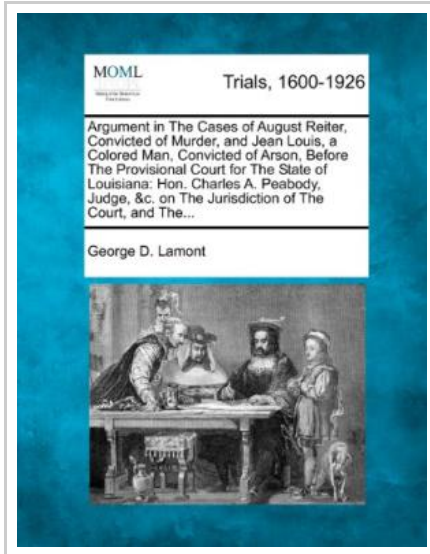 MOML
Trials, 1600-1926
Argument in The Cases of August Reiter,
Convicted of Murder, and Jean Louis, a
Colored Man, Convicted of Arson, Before
The Provisional Court for The State of
Louisiana: Hon. Charles A. Peabody,
Judge, &c. on The Jurisdiction of The
Court, and The...
George D. Lamont